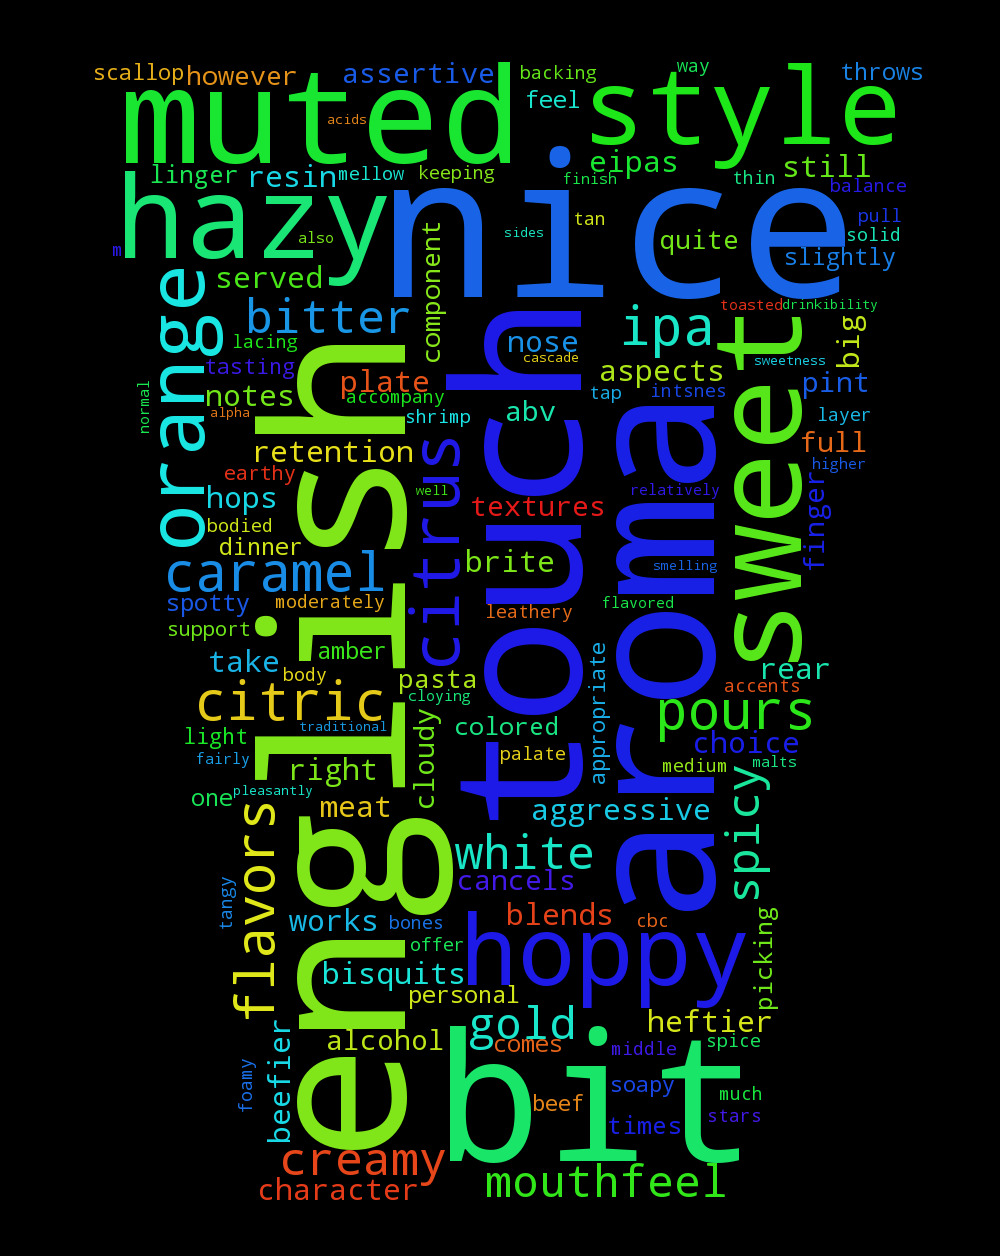 scallop
however
assertive
backing
way
throws
muted
style
acids
feel
linger
resin
mellow
keeping
eipas
finish
thin
still
balance
hazy
nice
m
also
component
sides
tan
quite
pull
solid
slightly
orange
served
bitter
lacing
tasting
notes
alpha
normal
plate
accompany
nose
cascade
ipa
toasted
drinkibility
big
aspects
sweetness
pint
tap
intsnes
abv
shrimp
layer
full
higher
retention
earthy
hops
bodied
dinner
well
citrus
textures
relatively
finger
sweet
touch
aroma
english
caramel
brite
smelling
spotty
moderately
leathery
flavored
support
amber
take
body
pasta
cloying
rear
accents
appropriate
citric
traditional
colored
pours
light
fairly
right
cloudy
palate
choice
medium
malts
one
pleasantly
meat
aggressive
spicy
flavors
white
cancels
tangy
works
bones
blends
cbc
offer
hoppy
picking
bisquits
personal
gold
heftier
alcohol
comes
middle
spice
beefier
foamy
bit
beef
soapy
much
times
stars
creamy
character
mouthfeel